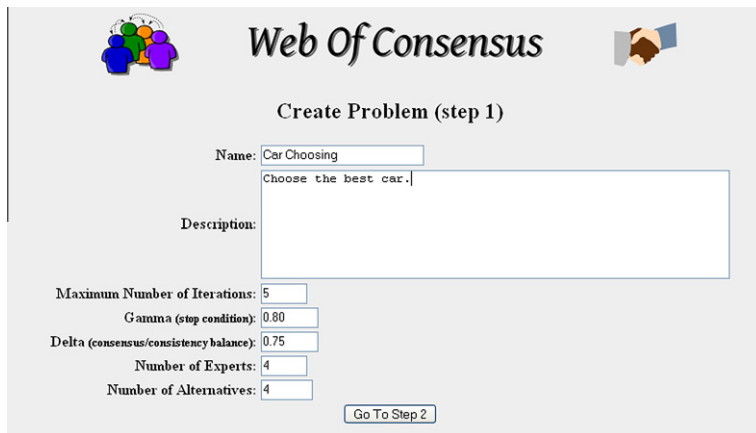 Web Of Consensus
Create Problem (step 1)
Name: Car Choosing
Description: Choose the best car.
Maximum Number of Iterations: 5
Gamma (stop condition): 0.80
Delta (consensus/consistency balance): 0.75
Number of Experts: 4
Number of Alternatives: 4
Go To Step 2